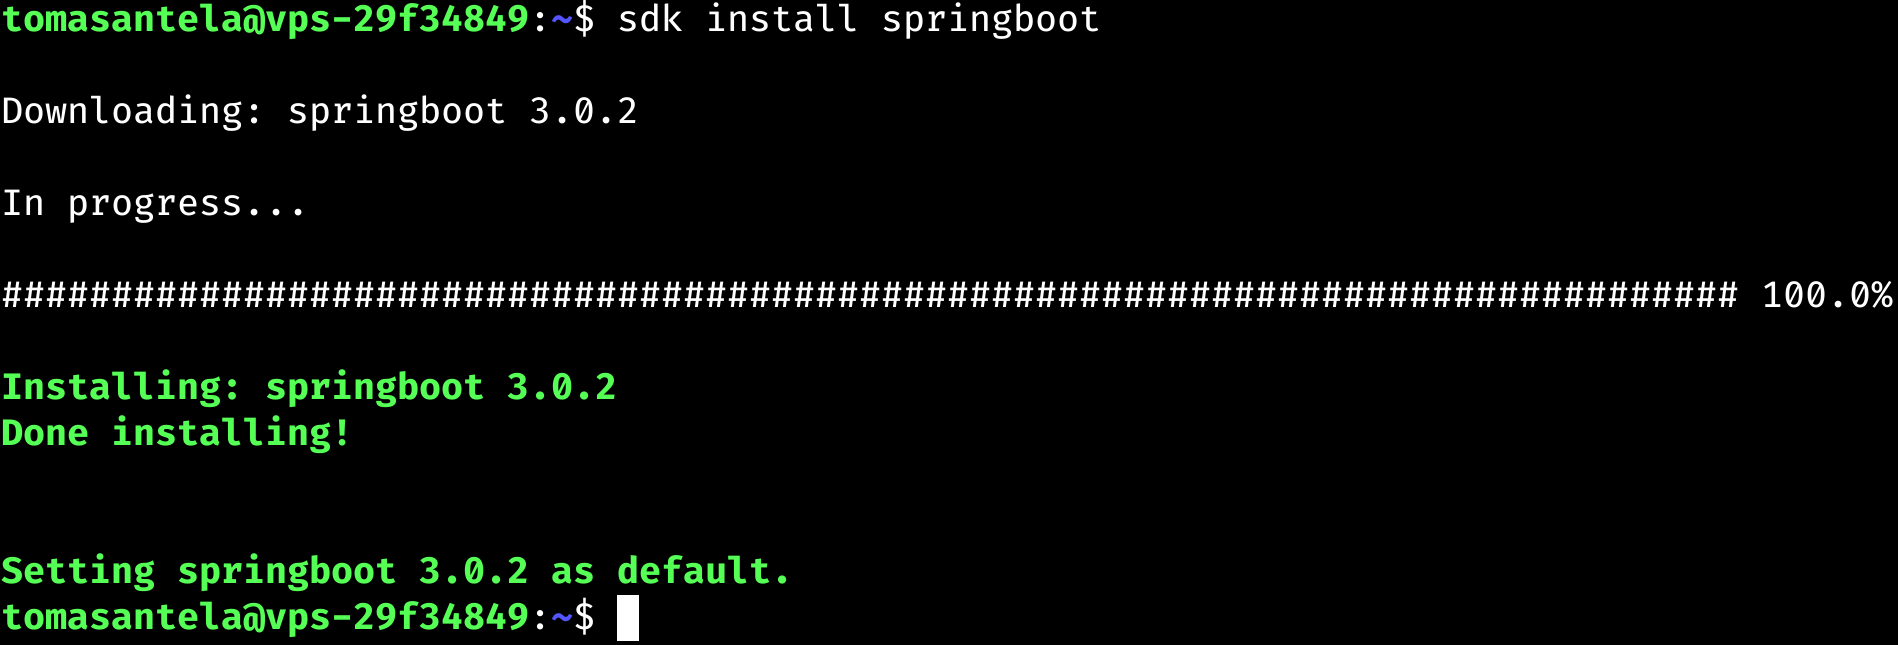 tomasantela@vps-29f34849:~$ sdk install springboot
Downloading: springboot 3.0.2
In progress...
############################################################################### 100.0%
Installing: springboot 3.0.2
Done installing!
Setting springboot 3.0.2 as default.
tomasantela@vps-29f34849:~$